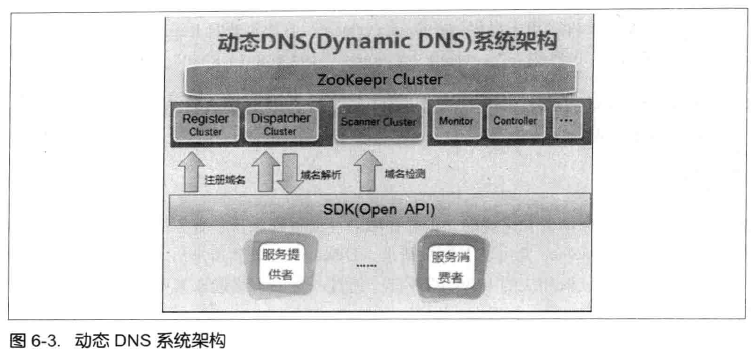 动态DNS(Dynamic DNS)系统架构
ZooKeepr Cluster
Register
Cluster
Dispatcher
Cluster
Scanner Cluster
Monitor
Controller
...
注册域名
域名解析
域名检测
SDK(Open API)
服务提
供者
......
服务消
费者
图 6-3. 动态 DNS 系统架构